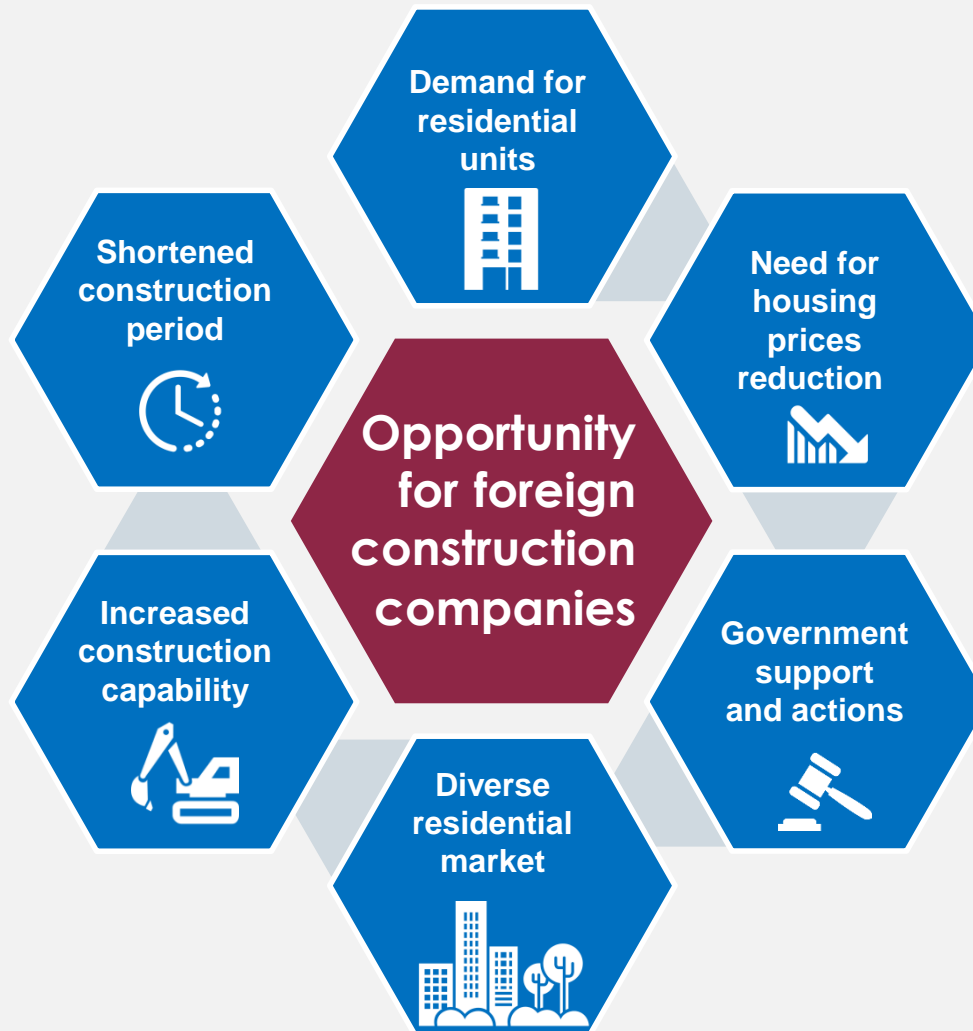 Demand for
residential
units
Need for
housing
prices
reduction
Government
support
and actions
Diverse
residential
market
Increased
construction
capability
Shortened
construction
period
Opportunity
for foreign
construction
companies